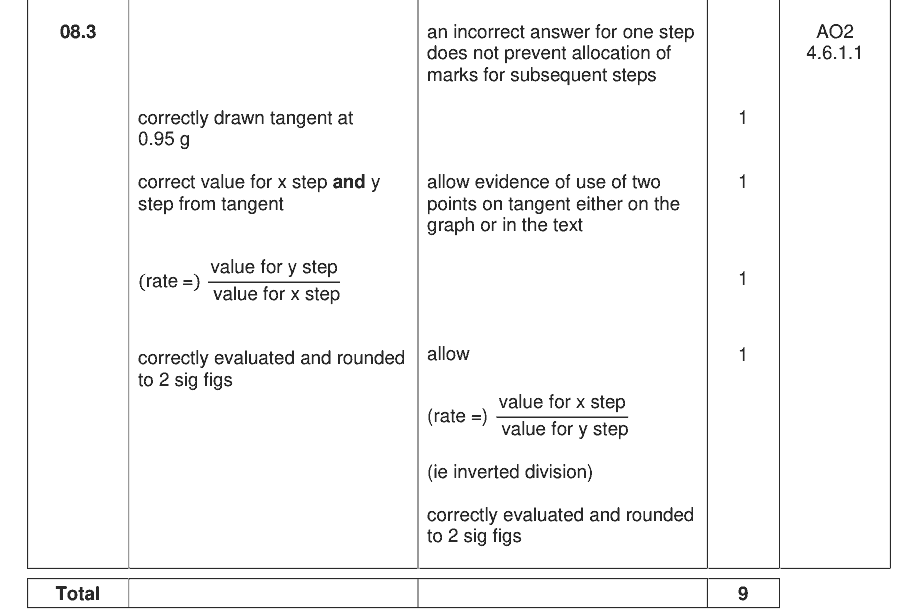 08.3
an incorrect answer for one step
does not prevent allocation of
marks for subsequent steps
AO2
4.6.1.1
correctly drawn tangent at
0.95 g
1
correct value for x step and y
step from tangent
allow evidence of use of two
points on tangent either on the
graph or in the text
1
(rate =) value for y step
value for x step
1
correctly evaluated and rounded
to 2 sig figs
allow
1
(rate =) value for x step
value for y step
(ie inverted division)
correctly evaluated and rounded
to 2 sig figs
Total 9